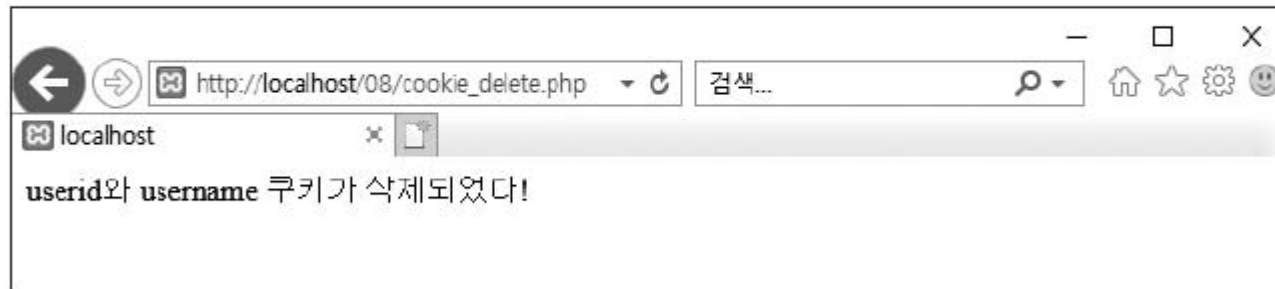 http://localhost/08/cookie_delete.php 검색...
localhost
userid와 username 쿠키가 삭제되었다!